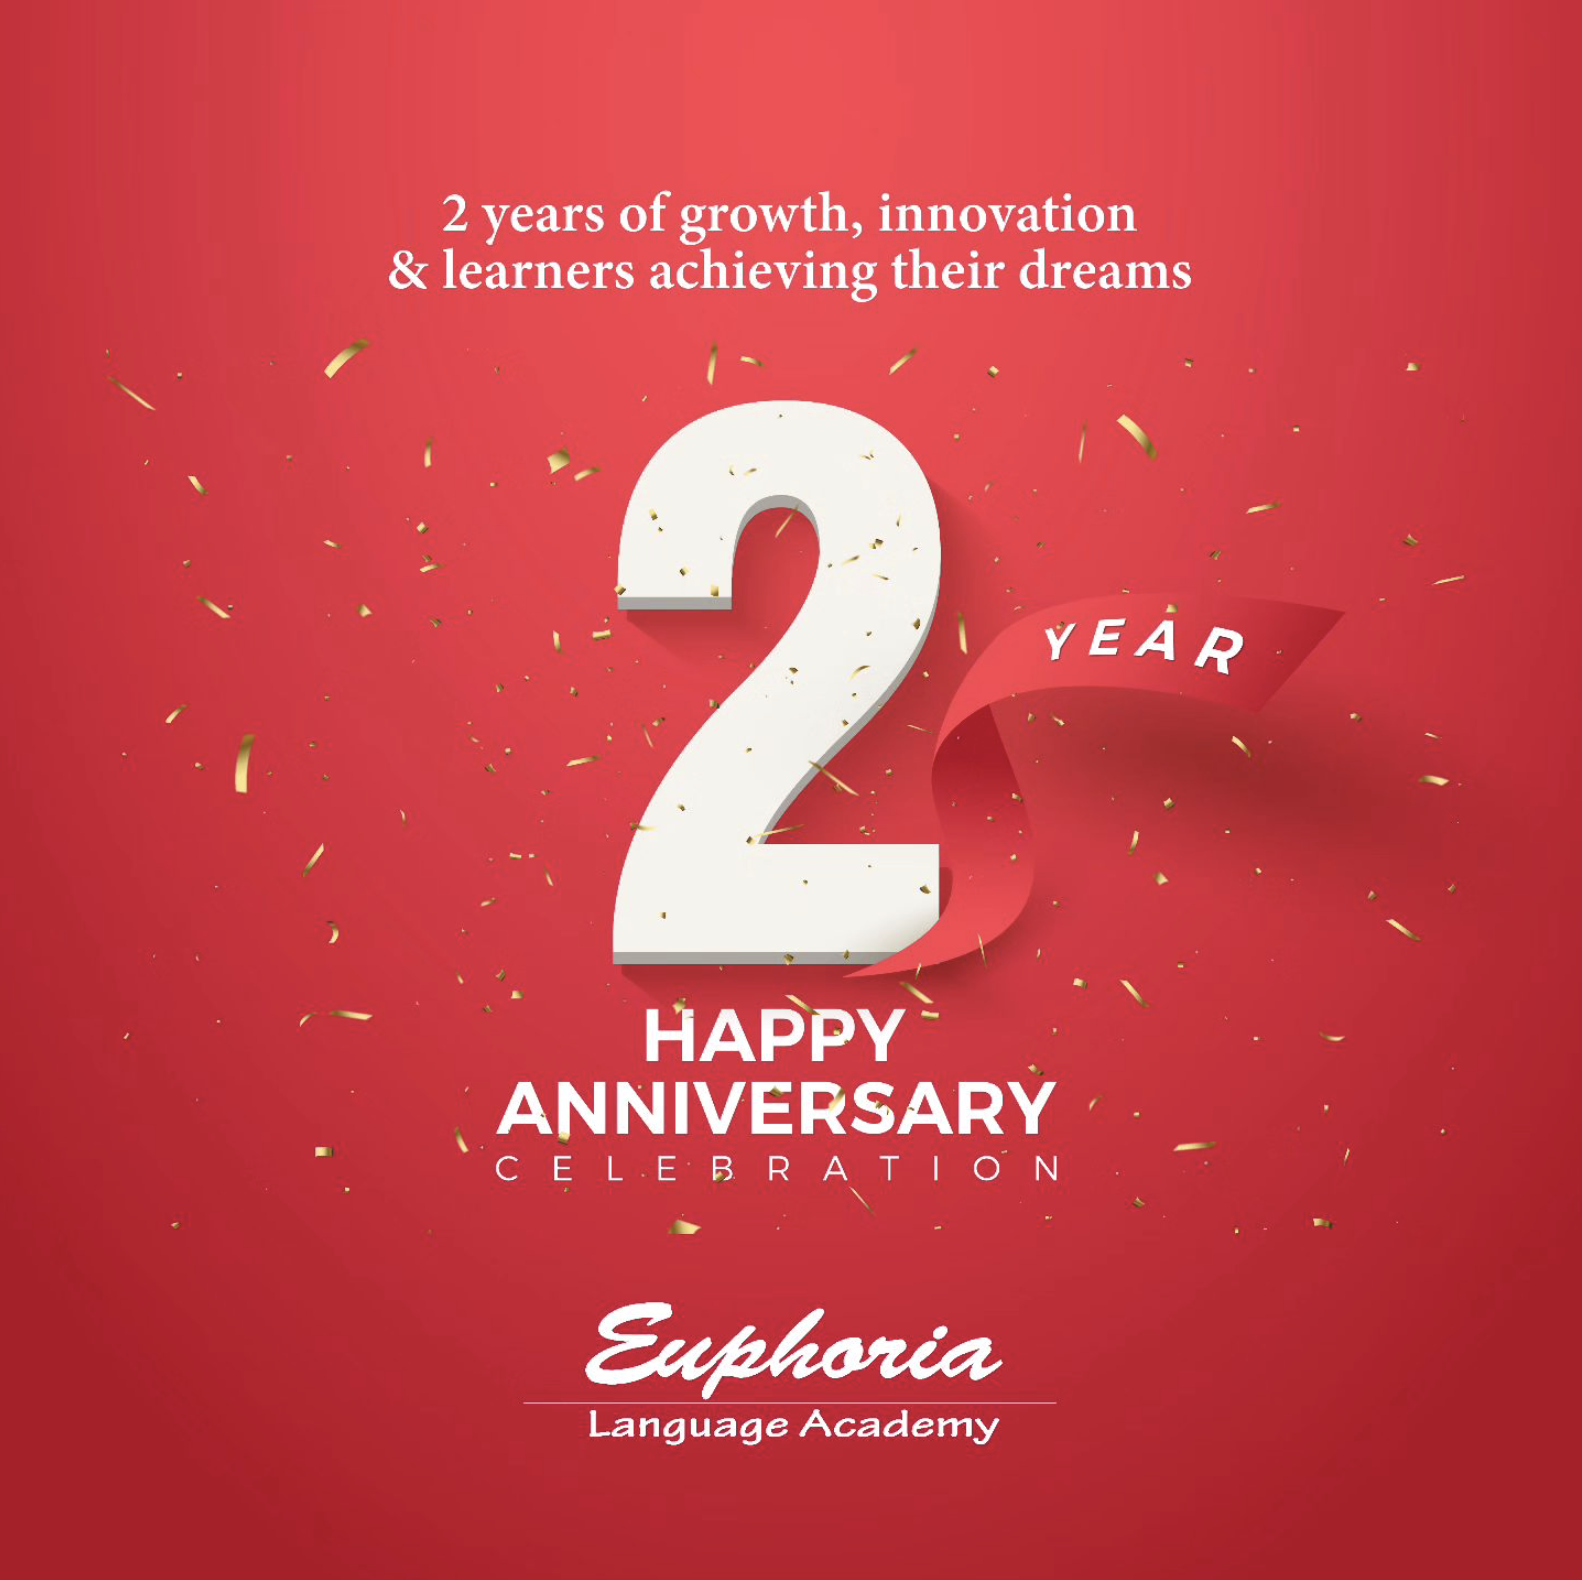 2 years of growth, innovation
& learners achieving their dreams
2
YEAR
HAPPY
ANNIVERSARY
CELEBRATION
Euphoria
Language Academy